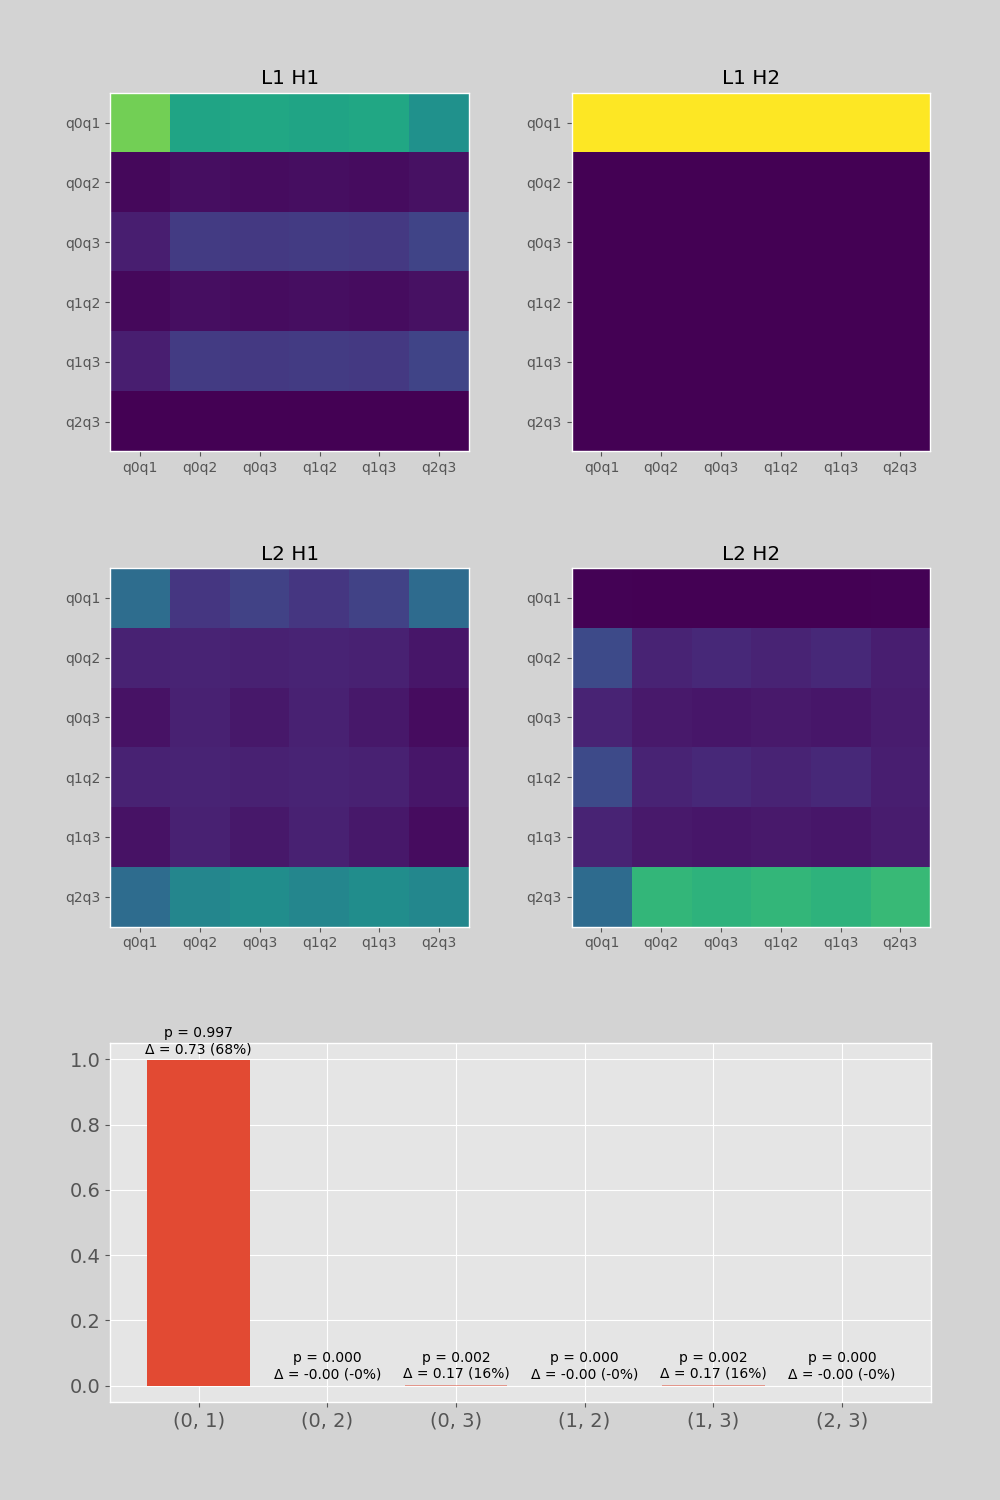 L1 H1
q0q1
q0q2
q0q3
q1q2
q1q3
q2q3
q0q1 q0q2 q0q3 q1q2 q1q3 q2q3
L1 H2
q0q1
q0q2
q0q3
q1q2
q1q3
q2q3
q0q1 q0q2 q0q3 q1q2 q1q3 q2q3
L2 H1
q0q1
q0q2
q0q3
q1q2
q1q3
q2q3
q0q1 q0q2 q0q3 q1q2 q1q3 q2q3
L2 H2
q0q1
q0q2
q0q3
q1q2
q1q3
q2q3
q0q1 q0q2 q0q3 q1q2 q1q3 q2q3
p = 0.997
Δ = 0.73 (68%)
p = 0.000
Δ = -0.00 (-0%)
p = 0.002
Δ = 0.17 (16%)
p = 0.000
Δ = -0.00 (-0%)
p = 0.002
Δ = 0.17 (16%)
p = 0.000
Δ = -0.00 (-0%)
1.0
0.8
0.6
0.4
0.2
0.0
(0, 1) (0, 2) (0, 3) (1, 2) (1, 3) (2, 3)